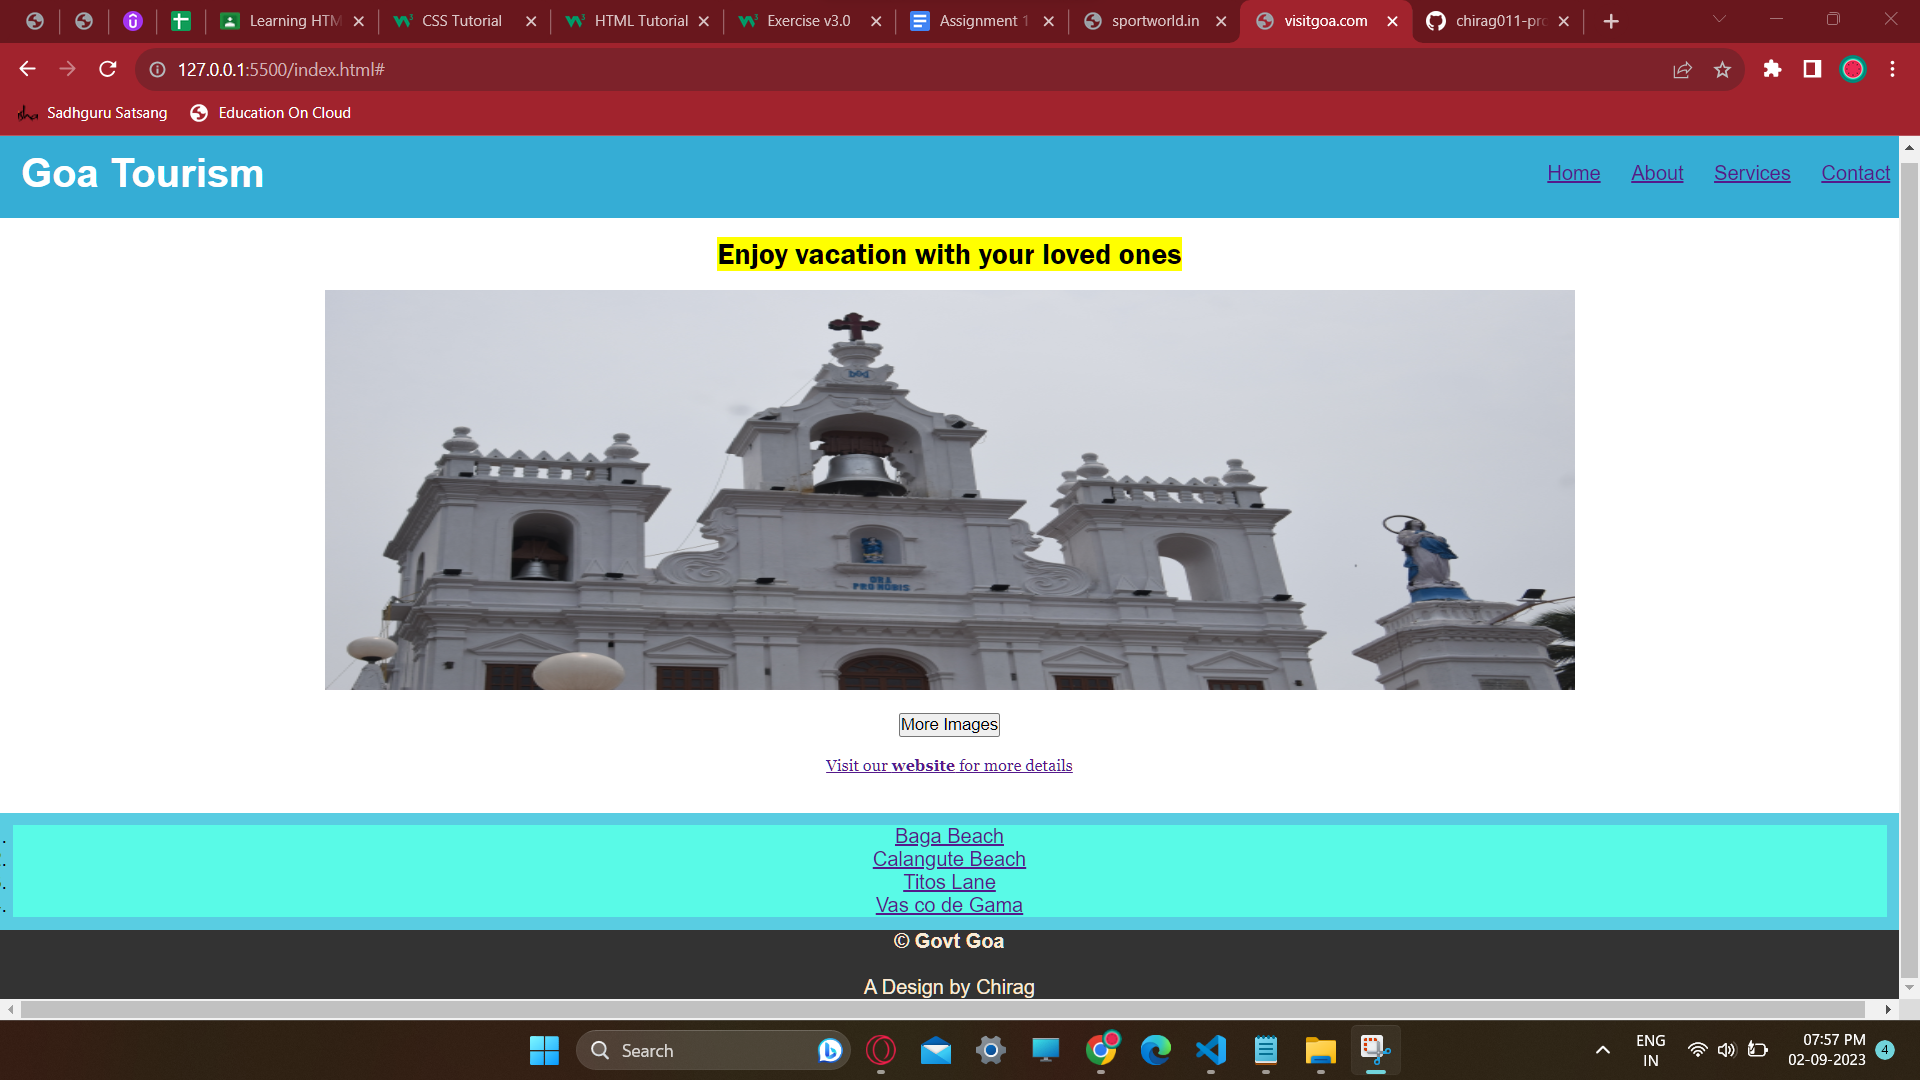 Learning HTM
CSS Tutorial
HTML Tutorial
Exercise v3.0
Assignment 1
sportworld.in
visitgoa.com
chirag011-pro
127.0.0.1:5500/index.html#
Sadhguru Satsang
Education On Cloud
Goa Tourism
Home About Services Contact
Enjoy vacation with your loved ones
ORA
PRO NOBIS
More Images
Visit our website for more details
Baga Beach
Calangute Beach
Titos Lane
Vas co de Gama
© Govt Goa
A Design by Chirag
Search
ENG
IN
07:57 PM
02-09-2023
4